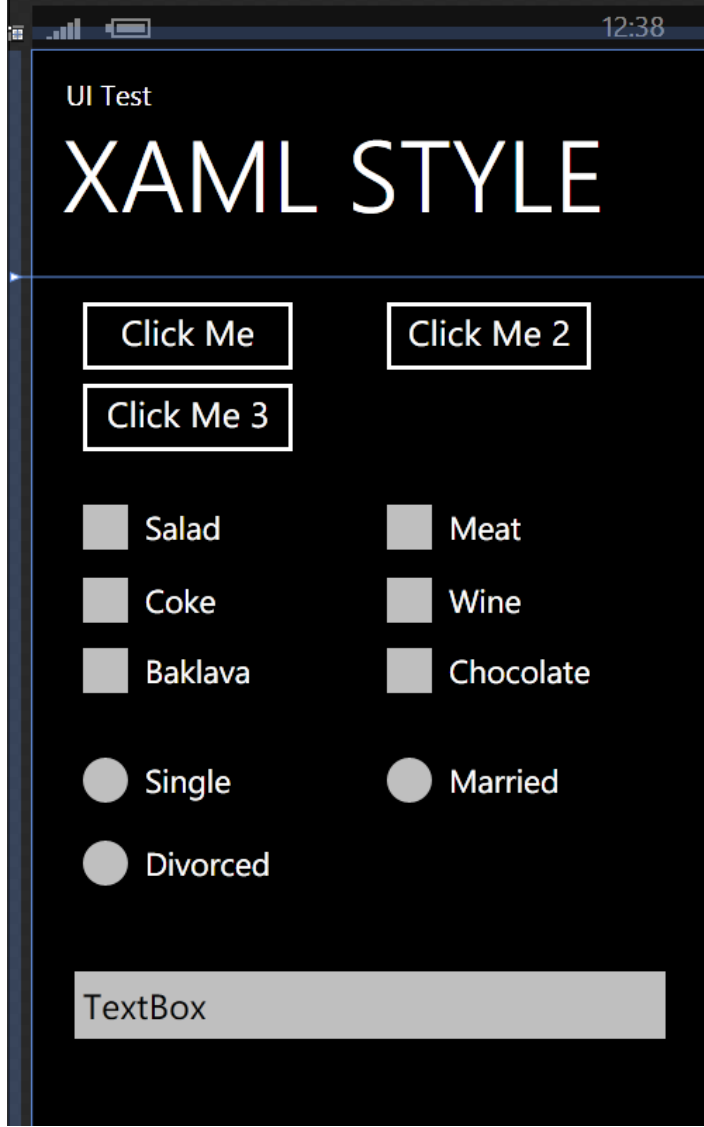 12:38
UI Test
XAML STYLE
Click Me Click Me 2
Click Me 3
Salad Meat
Coke Wine
Baklava Chocolate
Single Married
Divorced
TextBox